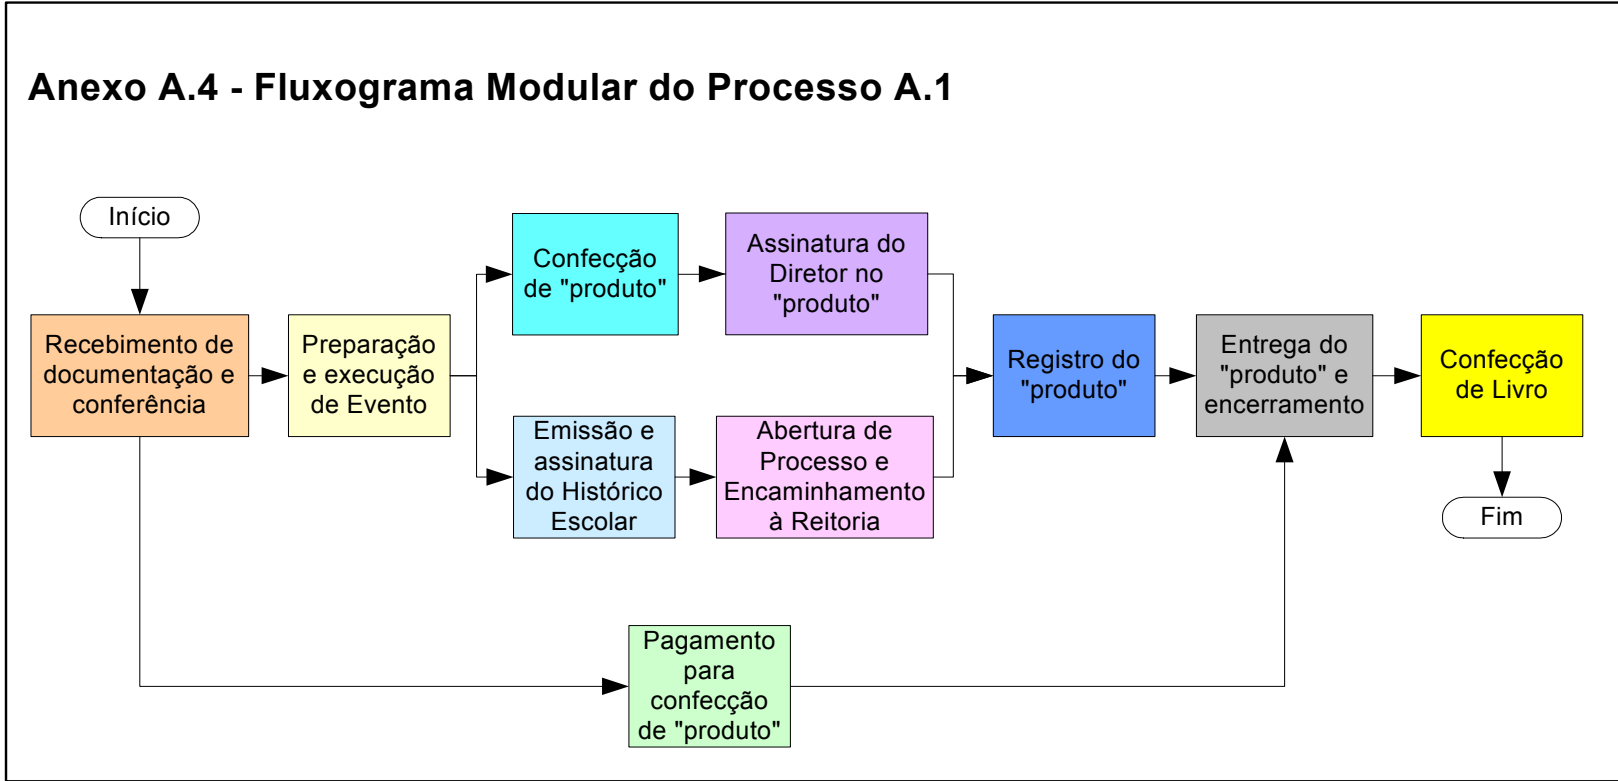 Anexo A.4 - Fluxograma Modular do Processo A.1
Início
Recebimento de
documentação e
conferência
Preparação
e execução
de Evento
Confecção
de "produto"
Assinatura do
Diretor no
"produto"
Emissão e
assinatura
do Histórico
Escolar
Abertura de
Processo e
Encaminhamento
à Reitoria
Registro do
"produto"
Entrega do
"produto" e
encerramento
Confecção
de Livro
Fim
Pagamento
para
confecção
de "produto"